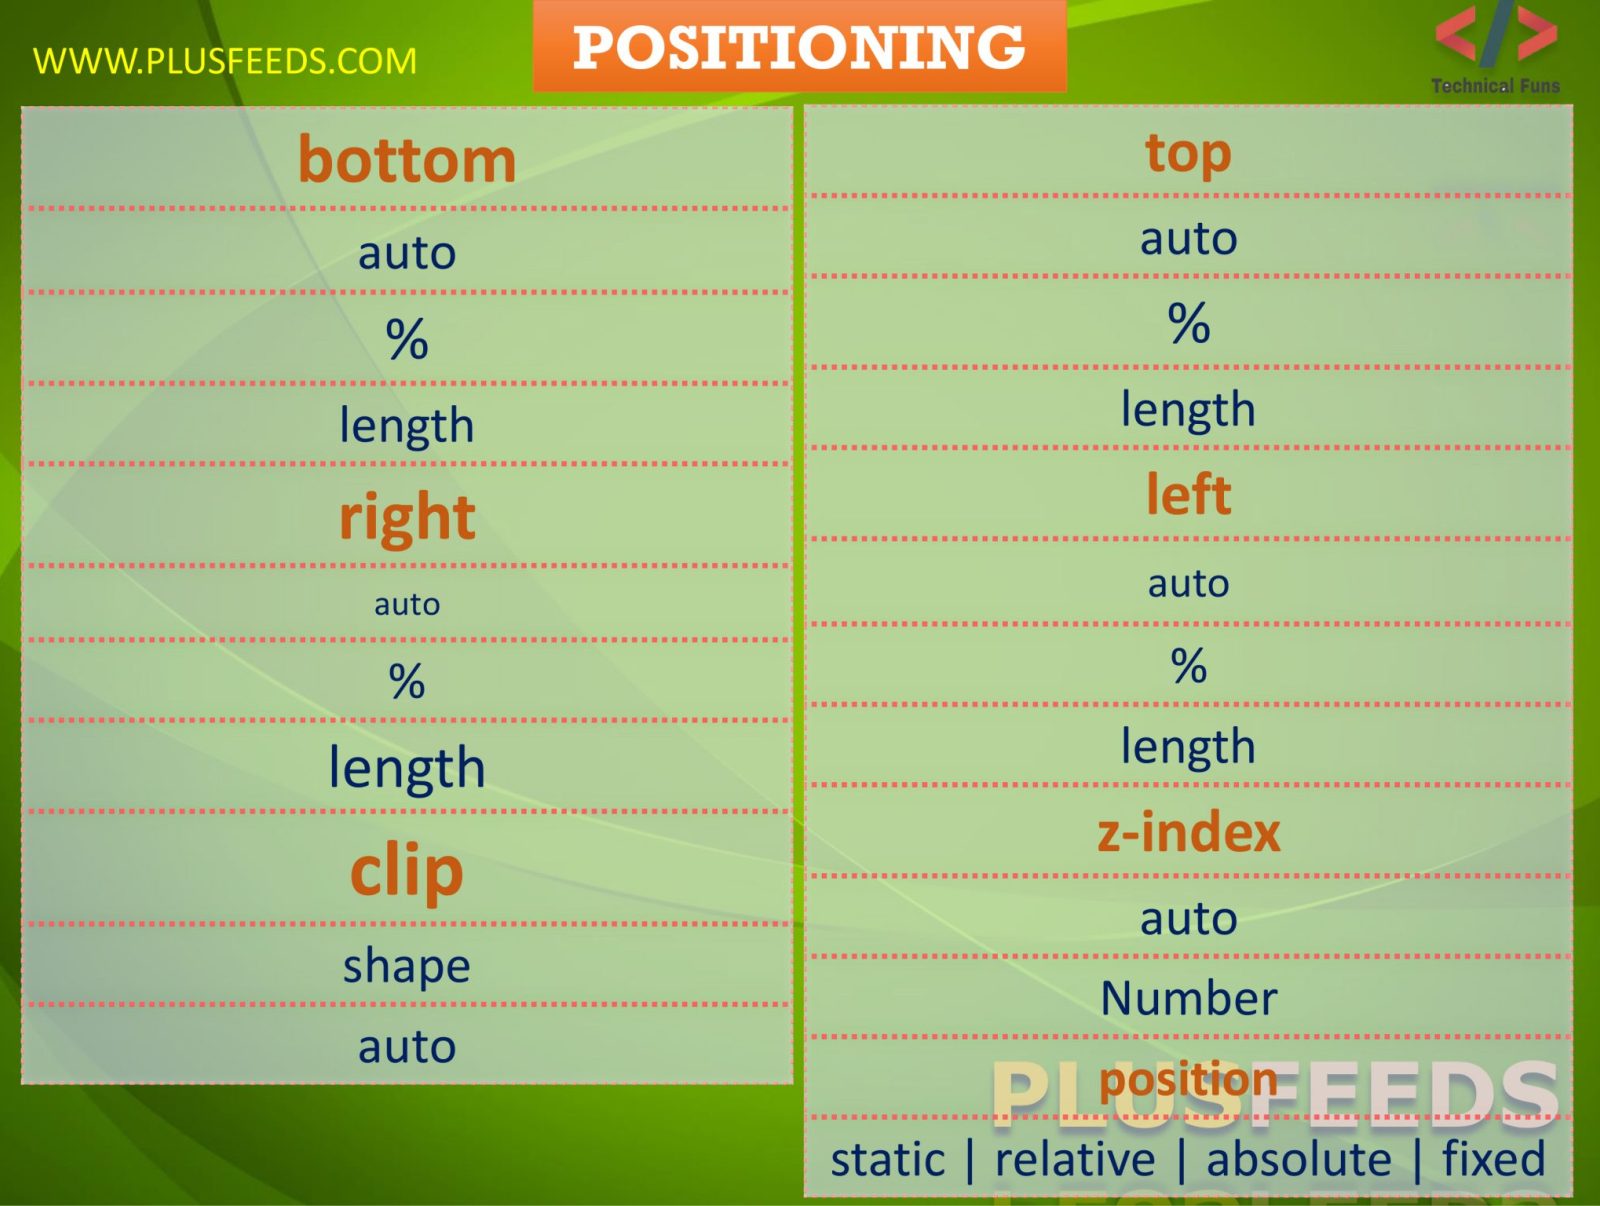 WWW.PLUSFEEDS.COM
POSITIONING
</>
Technical Funs
bottom
auto
%
length
right
auto
%
length
clip
shape
auto
top
auto
%
length
left
auto
%
length
z-index
auto
Number
position
PLUSFEEDS
static | relative | absolute | fixed